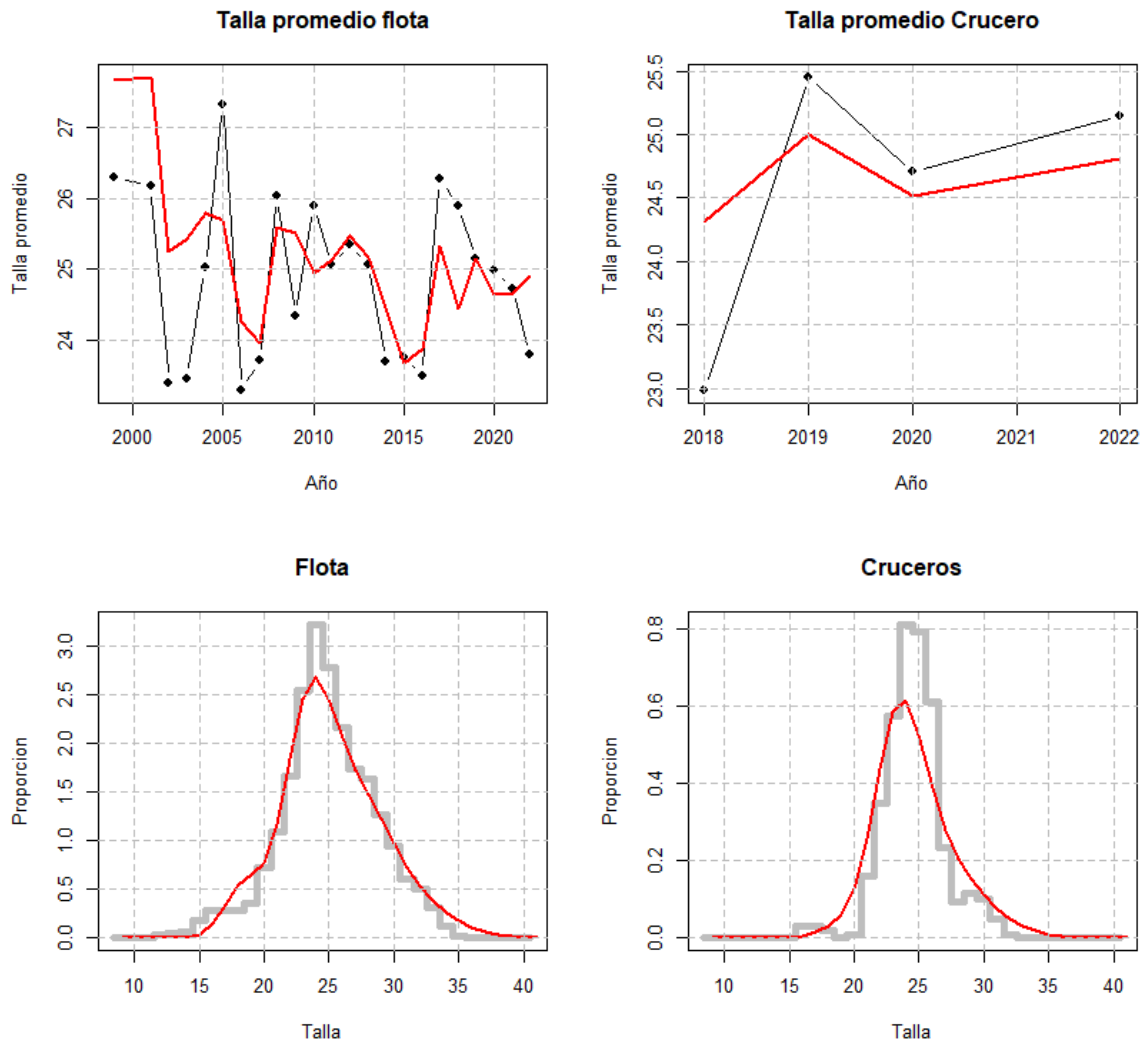 Talla promedio flota
Talla promedio
27
26
25
24
2000 2005 2010 2015 2020
Año
Talla promedio Crucero
Talla promedio
25.5
25.0
24.5
24.0
23.5
23.0
2018 2019 2020 2021 2022
Año
Flota
Proporcion
3.0
2.5
2.0
1.5
1.0
0.5
0.0
10 15 20 25 30 35 40
Talla
Cruceros
Proporcion
0.8
0.6
0.4
0.2
0.0
10 15 20 25 30 35 40
Talla